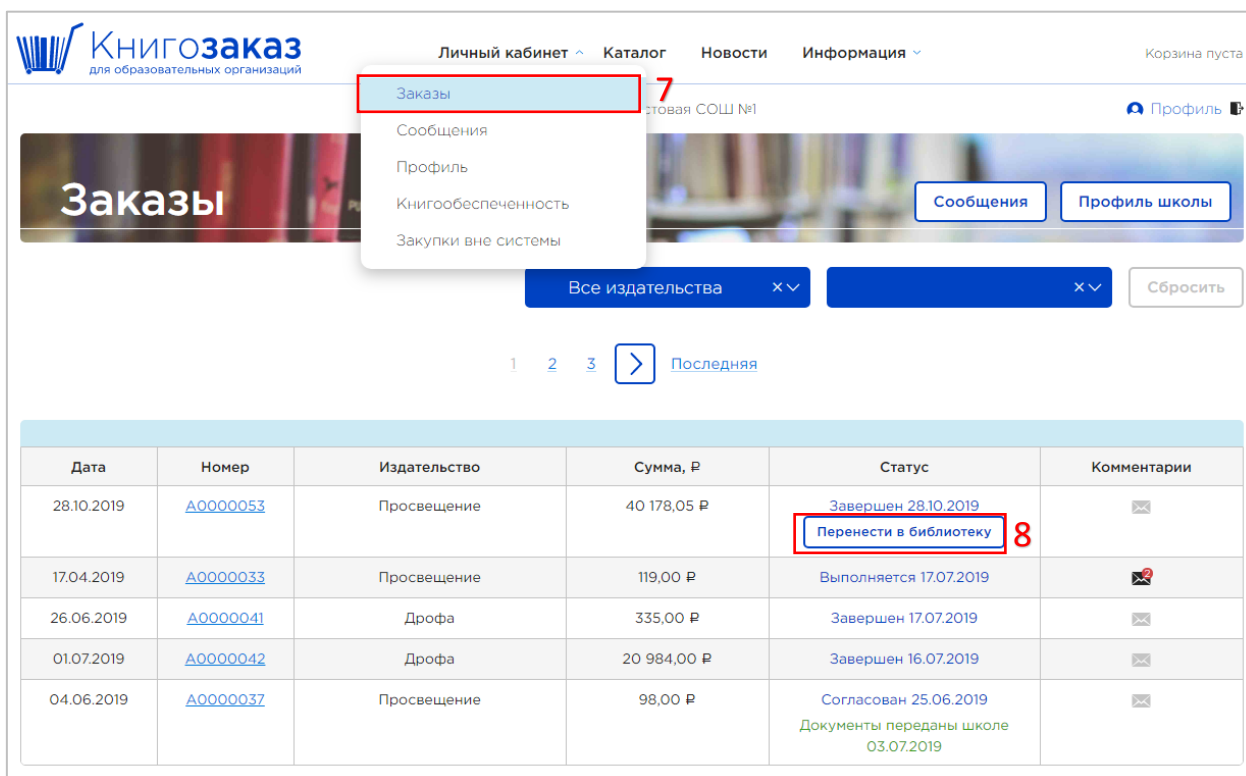 Книгозаказ
для образовательных организаций
Личный кабинет Каталог Новости Информация Корзина пуста
Заказы 7
стовая СОШ №1 Профиль
Сообщения
Профиль
Книгообеспеченность
Закупки вне системы
Заказы
Сообщения Профиль школы
Все издательства Сбросить
1 2 3 Последняя
Дата Номер Издательство Сумма, ₽ Статус Комментарии
28.10.2019 А0000053 Просвещение 40 178,05 ₽ Завершен 28.10.2019
Перенести в библиотеку 8
17.04.2019 А0000033 Просвещение 119,00 ₽ Выполняется 17.07.2019 2
26.06.2019 А0000041 Дрофа 335,00 ₽ Завершен 17.07.2019
01.07.2019 А0000042 Дрофа 20 984,00 ₽ Завершен 16.07.2019
04.06.2019 А0000037 Просвещение 98,00 ₽ Согласован 25.06.2019
Документы переданы школе
03.07.2019